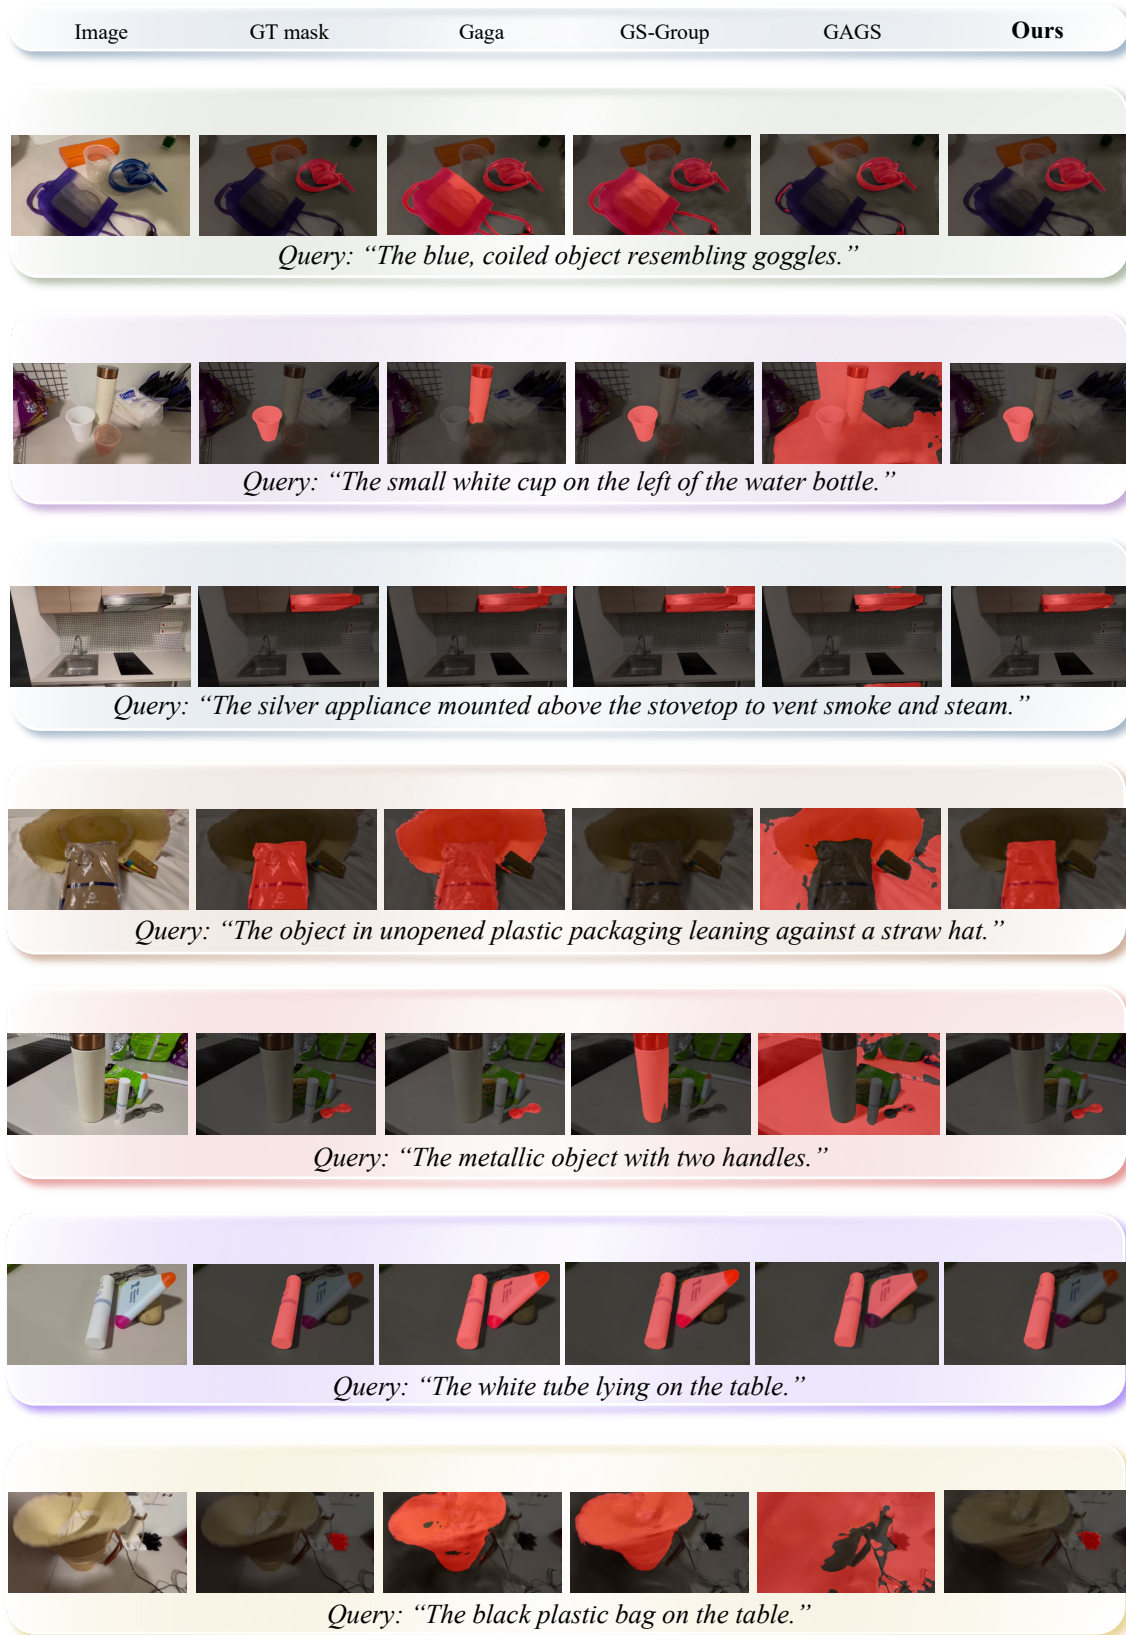 Image GT mask Gaga GS-Group GAGS Ours
Query: “The blue, coiled object resembling goggles.”
Query: “The small white cup on the left of the water bottle.”
Query: “The silver appliance mounted above the stovetop to vent smoke and steam.”
Query: “The object in unopened plastic packaging leaning against a straw hat.”
Query: “The metallic object with two handles.”
Query: “The white tube lying on the table.”
Query: “The black plastic bag on the table.”